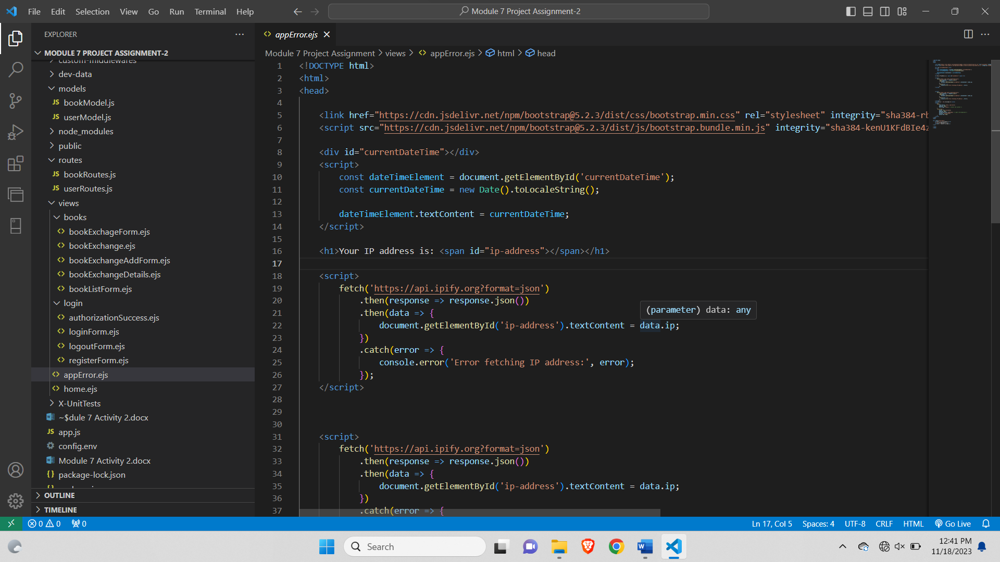 File Edit Selection View Go Run Terminal Help
Module 7 Project Assignment-2
EXPLORER
MODULE 7 PROJECT ASSIGNMENT-2
custom-middlewares
dev-data
models
JS bookModel.js
JS userModel.js
node_modules
public
routes
JS bookRoutes.js
JS userRoutes.js
views
books
<> bookExchageForm.ejs
<> bookExchange.ejs
<> bookExchangeAddForm.ejs
<> bookExchangeDetails.ejs
<> bookListForm.ejs
login
<> authorizationSuccess.ejs
<> loginForm.ejs
<> logoutForm.ejs
<> registerForm.ejs
<> appError.ejs
<> home.ejs
X-UnitTests
~$dule 7 Activity 2.docx
JS app.js
config.env
Module 7 Activity 2.docx
{} package-lock.json
OUTLINE
TIMELINE
<> appError.ejs
Module 7 Project Assignment > views > <> appError.ejs > html > head
1 <!DOCTYPE html>
2 <html>
3 <head>
4
5 <link href="https://cdn.jsdelivr.net/npm/bootstrap@5.2.3/dist/css/bootstrap.min.css" rel="stylesheet" integrity="sha384-rb
6 <script src="https://cdn.jsdelivr.net/npm/bootstrap@5.2.3/dist/js/bootstrap.bundle.min.js" integrity="sha384-kenU1KFdBIe4z
7
8 <div id="currentDateTime"></div>
9 <script>
10 const dateTimeElement = document.getElementById('currentDateTime');
11 const currentDateTime = new Date().toLocaleString();
12
13 dateTimeElement.textContent = currentDateTime;
14 </script>
15
16 <h1>Your IP address is: <span id="ip-address"></span></h1>
17
18 <script>
19 fetch('https://api.ipify.org?format=json')
20 .then(response => response.json())
21 .then(data => {
(parameter) data: any
22 document.getElementById('ip-address').textContent = data.ip;
23 })
24 .catch(error => {
25 console.error('Error fetching IP address:', error);
26 });
27 </script>
28
29
30
31 <script>
32 fetch('https://api.ipify.org?format=json')
33 .then(response => response.json())
34 .then(data => {
35 document.getElementById('ip-address').textContent = data.ip;
36 })
37 .catch(error => {
0 0 0 Ln 17, Col 5 Spaces: 4 UTF-8 CRLF HTML Go Live
Search
12:41 PM
11/18/2023